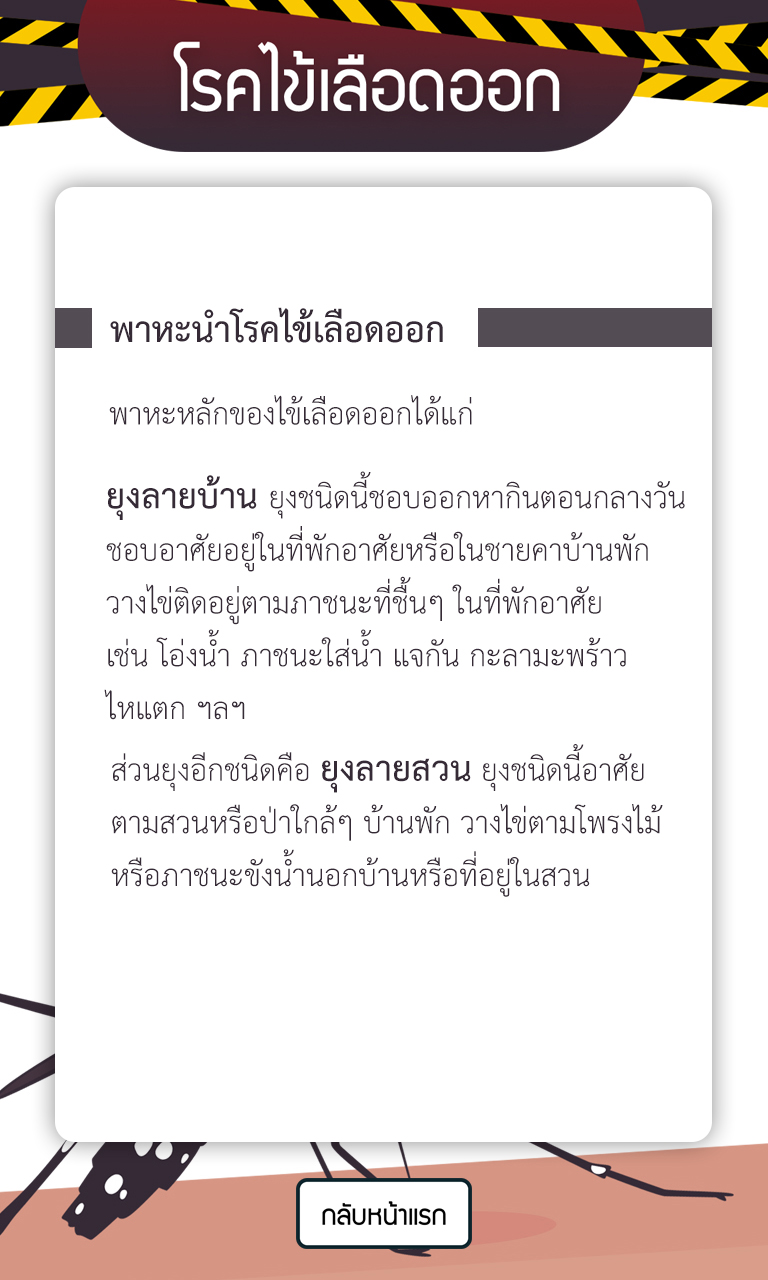 โรคไข้เลือดออก
พาหะนำโรคไข้เลือดออก
พาหะหลักของไข้เลือดออกได้แก่
ยุงลายบ้าน ยุงชนิดนี้ชอบออกหากินตอนกลางวัน
ชอบอาศัยอยู่ในที่พักอาศัยหรือในชายคาบ้านพัก
วางไข่ติดอยู่ตามภาชนะที่ชื้นๆ ในที่พักอาศัย
เช่น โอ่งน้ำ ภาชนะใส่น้ำ แจกัน กะลามะพร้าว
ไหแตก ฯลฯ
ส่วนยุงอีกชนิดคือ ยุงลายสวน ยุงชนิดนี้อาศัย
ตามสวนหรือป่าใกล้ๆ บ้านพัก วางไข่ตามโพรงไม้
หรือภาชนะขังน้ำนอกบ้านหรือที่อยู่ในสวน
กลับหน้าแรก